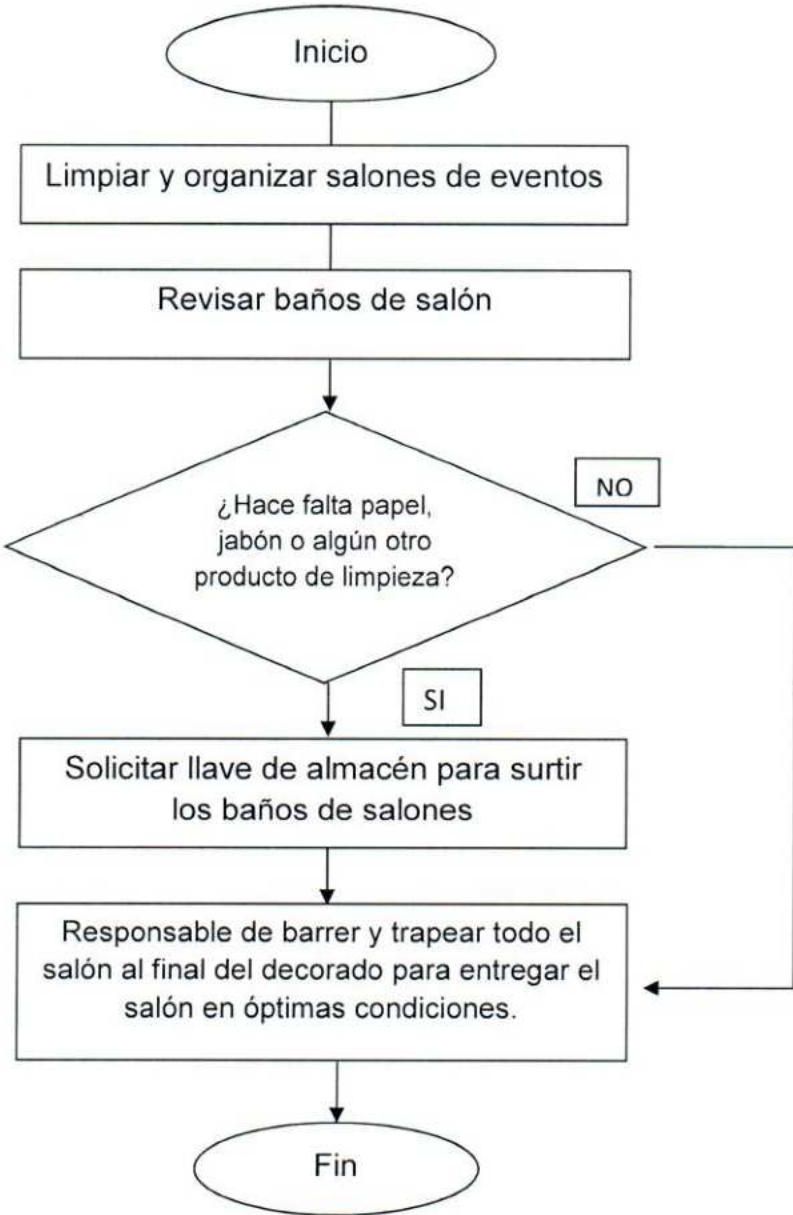 Inicio
Limpiar y organizar salones de eventos
Revisar baños de salón
¿Hace falta papel,
jabón o algún otro
producto de limpieza?
NO
SI
Solicitar llave de almacén para surtir
los baños de salones
Responsable de barrer y trapear todo el
salón al final del decorado para entregar el
salón en óptimas condiciones.
Fin